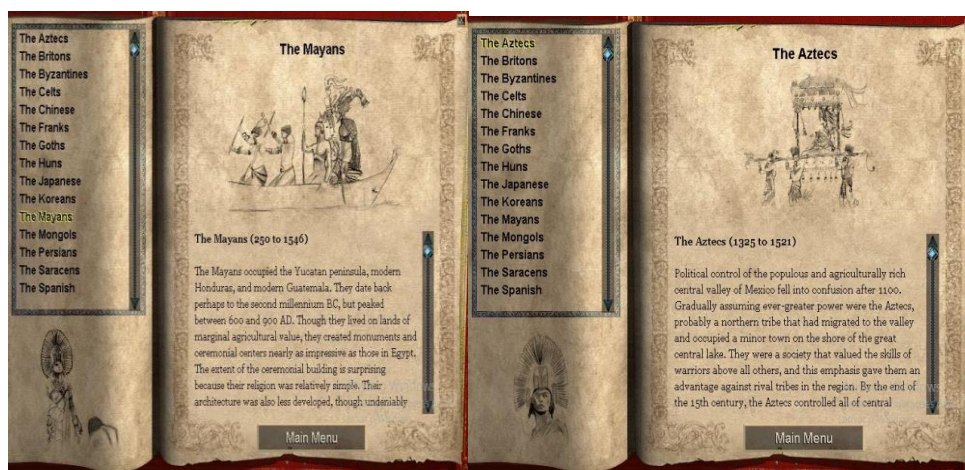 The Aztecs
The Britons
The Byzantines
The Celts
The Chinese
The Franks
The Goths
The Huns
The Japanese
The Koreans
The Mayans
The Mongols
The Persians
The Saracens
The Spanish
The Mayans
The Mayans (250 to 1546)
The Mayans occupied the Yucatan peninsula, modern
Honduras, and modern Guatemala. They date back
perhaps to the second millennium BC, but peaked
between 600 and 900 AD. Though they lived on lands of
marginal agricultural value, they created monuments and
ceremonial centers nearly as impressive as those in Egypt.
The extent of the ceremonial building is surprising
because their religion was relatively simple. Their
architecture was also less developed, though undeniably
Main Menu
The Aztecs
The Britons
The Byzantines
The Celts
The Chinese
The Franks
The Goths
The Huns
The Japanese
The Koreans
The Mayans
The Mongols
The Persians
The Saracens
The Spanish
The Aztecs
The Aztecs (1325 to 1521)
Political control of the populous and agriculturally rich
central valley of Mexico fell into confusion after 1100.
Gradually assuming ever-greater power were the Aztecs,
probably a northern tribe that had migrated to the valley
and occupied a minor town on the shore of the great
central lake. They were a society that valued the skills of
warriors above all others, and this emphasis gave them an
advantage against rival tribes in the region. By the end of
the 15th century, the Aztecs controlled all of central
Main Menu